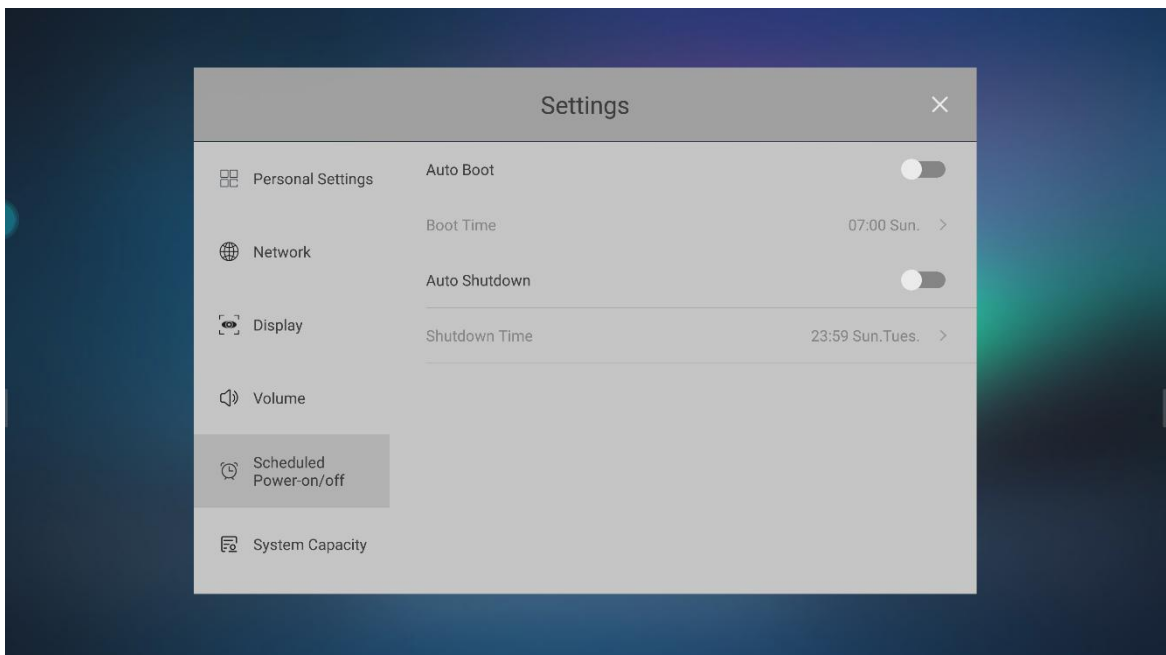 Settings
Personal Settings
Network
Display
Volume
Scheduled
Power-on/off
System Capacity
Auto Boot
Boot Time 07:00 Sun.
Auto Shutdown
Shutdown Time 23:59 Sun.Tues.